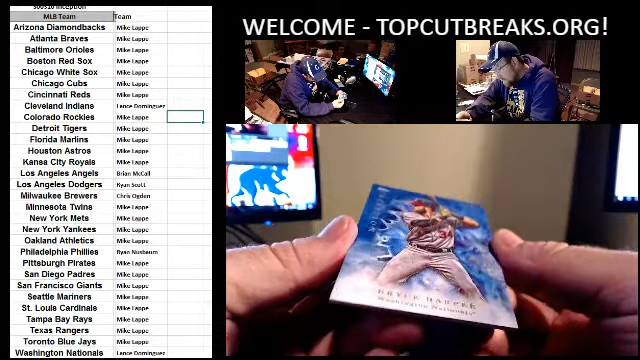 300516 Inception
MLB Team Team
Arizona Diamondbacks Mike Lappe
Atlanta Braves Mike Lappe
Baltimore Orioles Mike Lappe
Boston Red Sox Mike Lappe
Chicago White Sox Mike Lappe
Chicago Cubs Mike Lappe
Cincinnati Reds Mike Lappe
Cleveland Indians Lance Dominguez
Colorado Rockies Mike Lappe
Detroit Tigers Mike Lappe
Florida Marlins Mike Lappe
Houston Astros Mike Lappe
Kansa City Royals Mike Lappe
Los Angeles Angels Brian McCall
Los Angeles Dodgers Ryan Scott
Milwaukee Brewers Chris Ogden
Minnesota Twins Mike Lappe
New York Mets Mike Lappe
New York Yankees Mike Lappe
Oakland Athletics Mike Lappe
Philadelphia Phillies Ryan Nusbaum
Pittsburgh Pirates Mike Lappe
San Diego Padres Mike Lappe
San Francisco Giants Mike Lappe
Seattle Mariners Mike Lappe
St. Louis Cardinals Mike Lappe
Tampa Bay Rays Mike Lappe
Texas Rangers Mike Lappe
Toronto Blue Jays Mike Lappe
Washington Nationals Lance Dominguez
WELCOME - TOPCUTBREAKS.ORG!
34
BRYCE HARPER
Washington Nationals